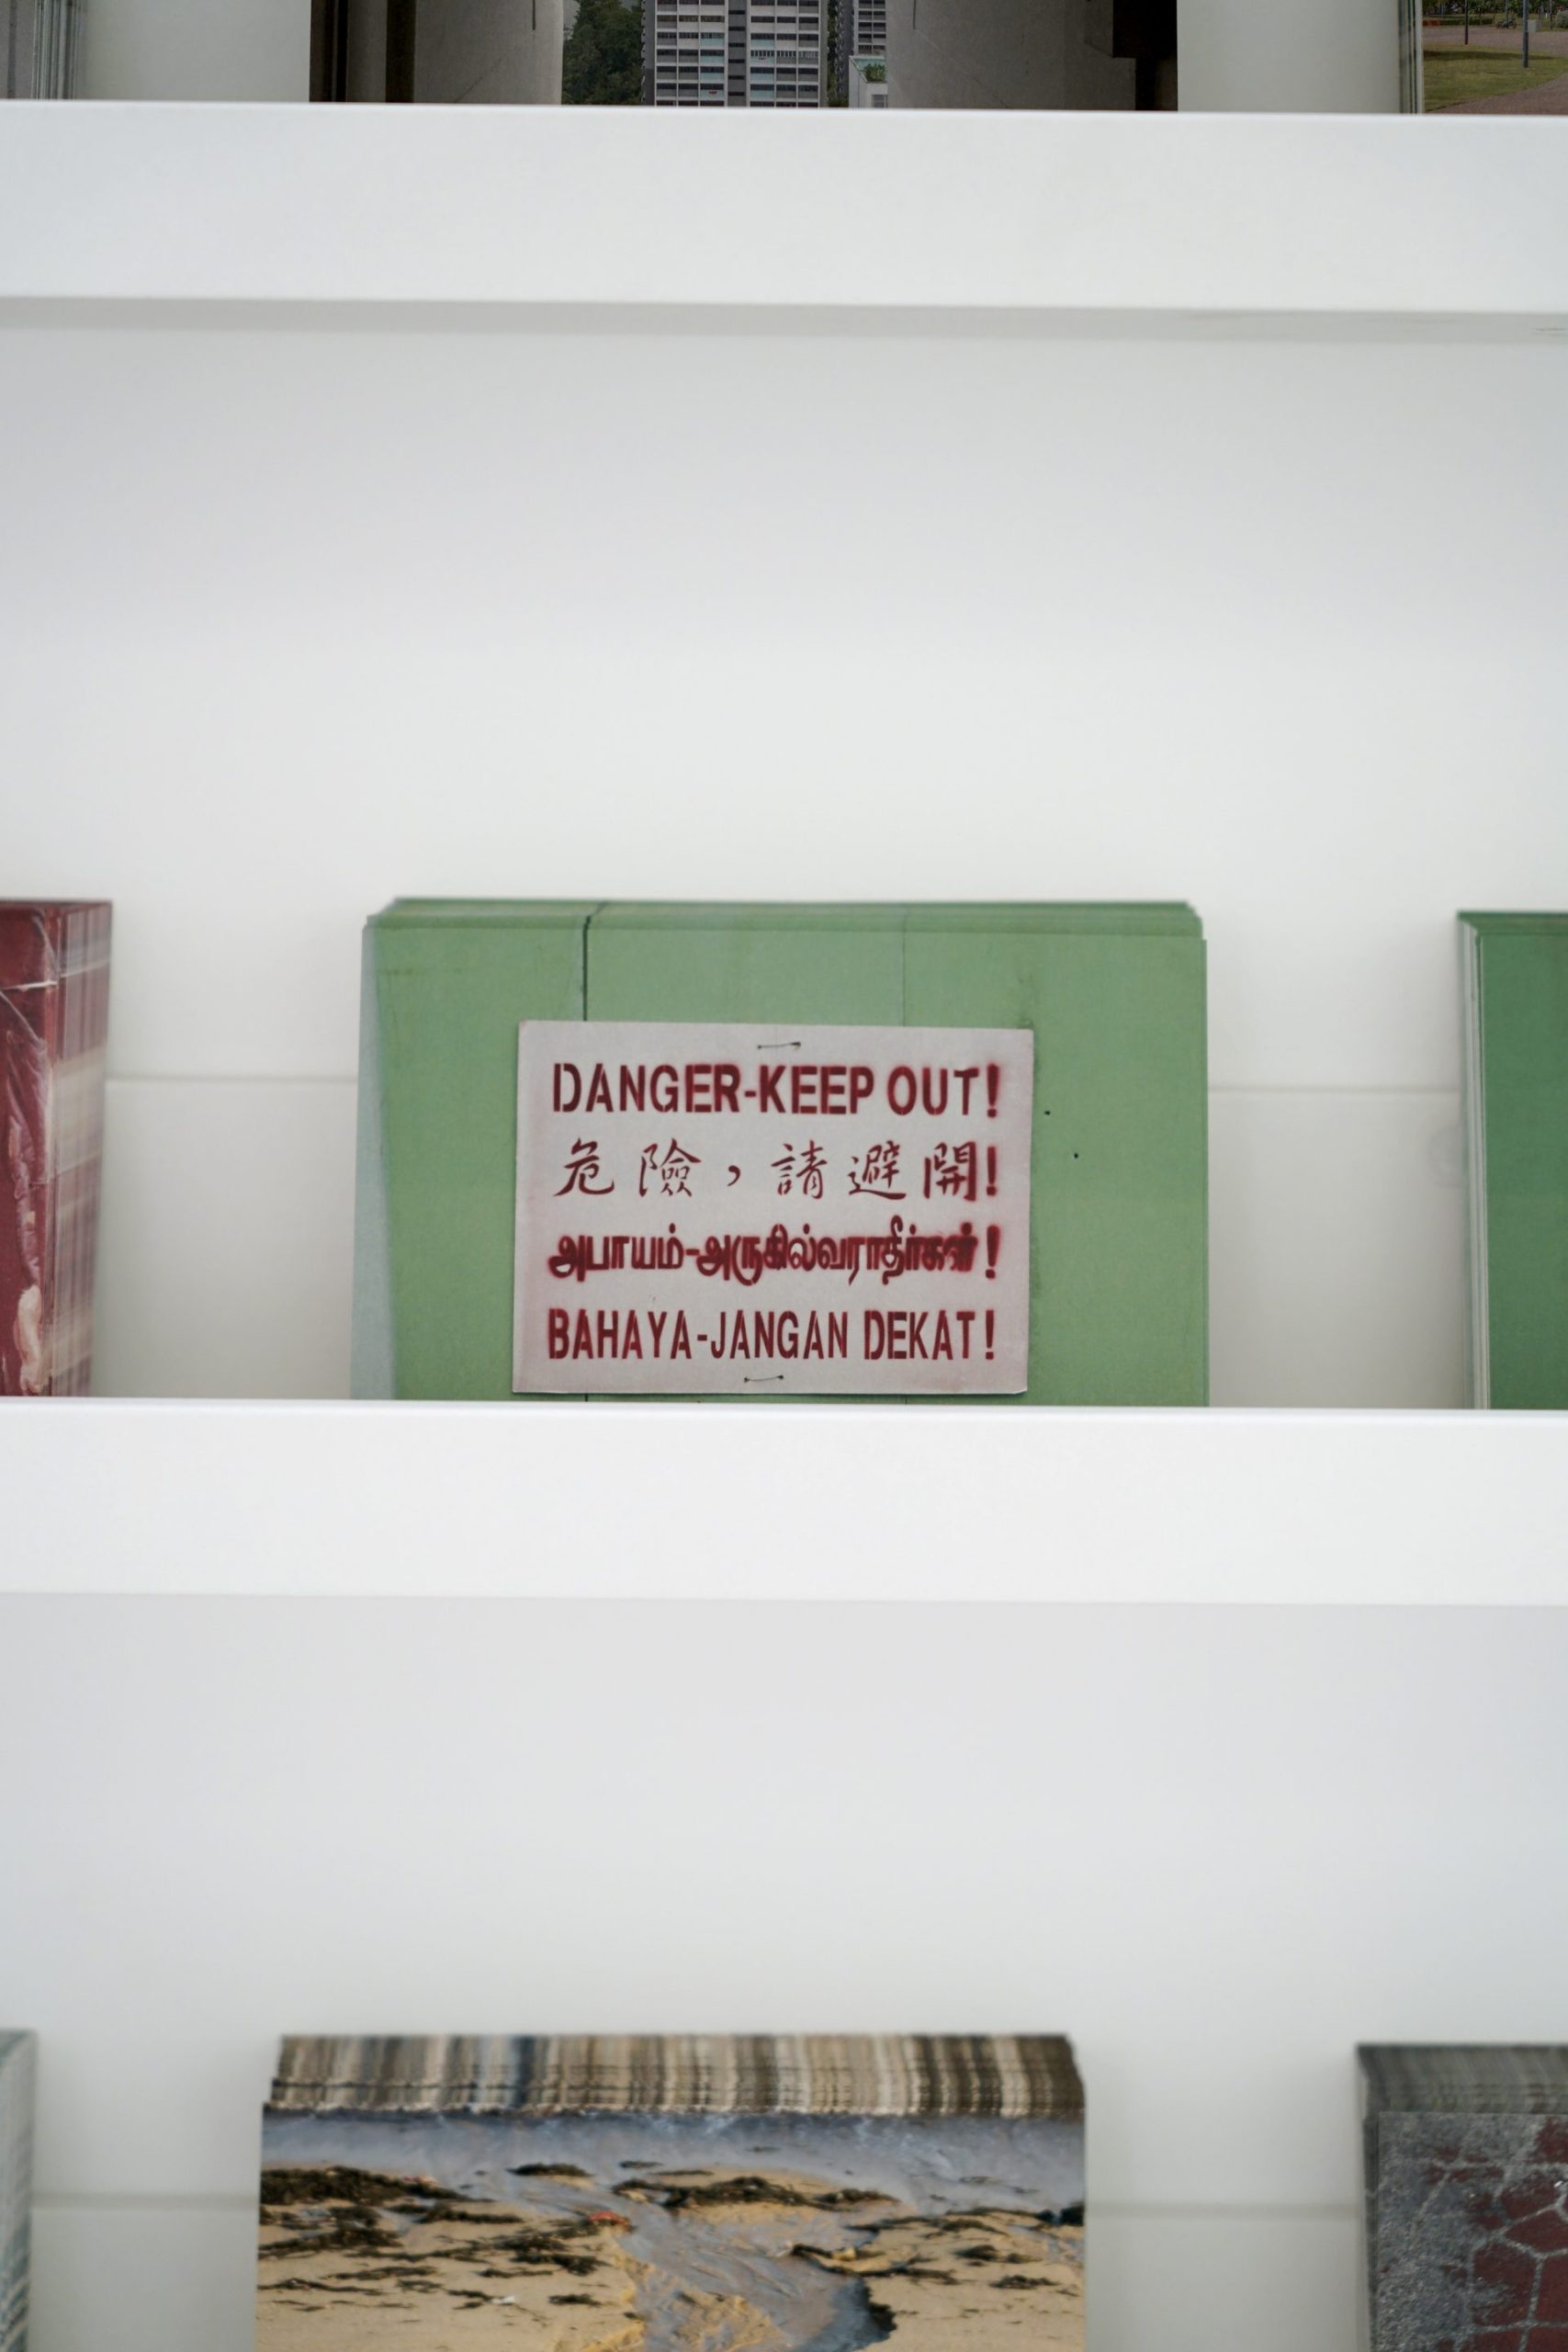 DANGER-KEEP OUT!
危險，請避開!
அபாயம்-அருகில்வராதீர்கள்!
BAHAYA-JANGAN DEKAT!